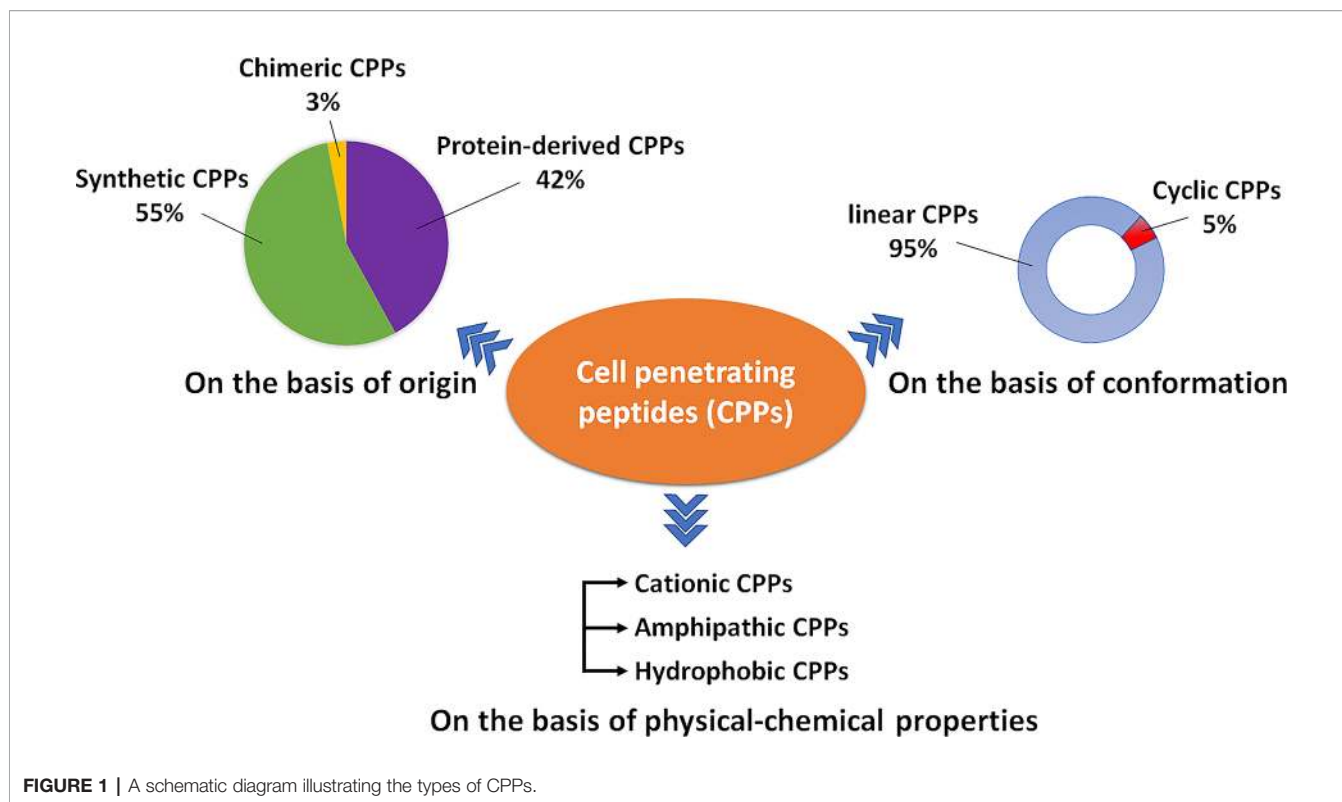 Chimeric CPPs
3%
Protein-derived CPPs
42%
Synthetic CPPs
55%
On the basis of origin
linear CPPs
95%
Cyclic CPPs
5%
On the basis of conformation
Cell penetrating
peptides (CPPs)
Cationic CPPs
Amphipathic CPPs
Hydrophobic CPPs
On the basis of physical-chemical properties
FIGURE 1 | A schematic diagram illustrating the types of CPPs.